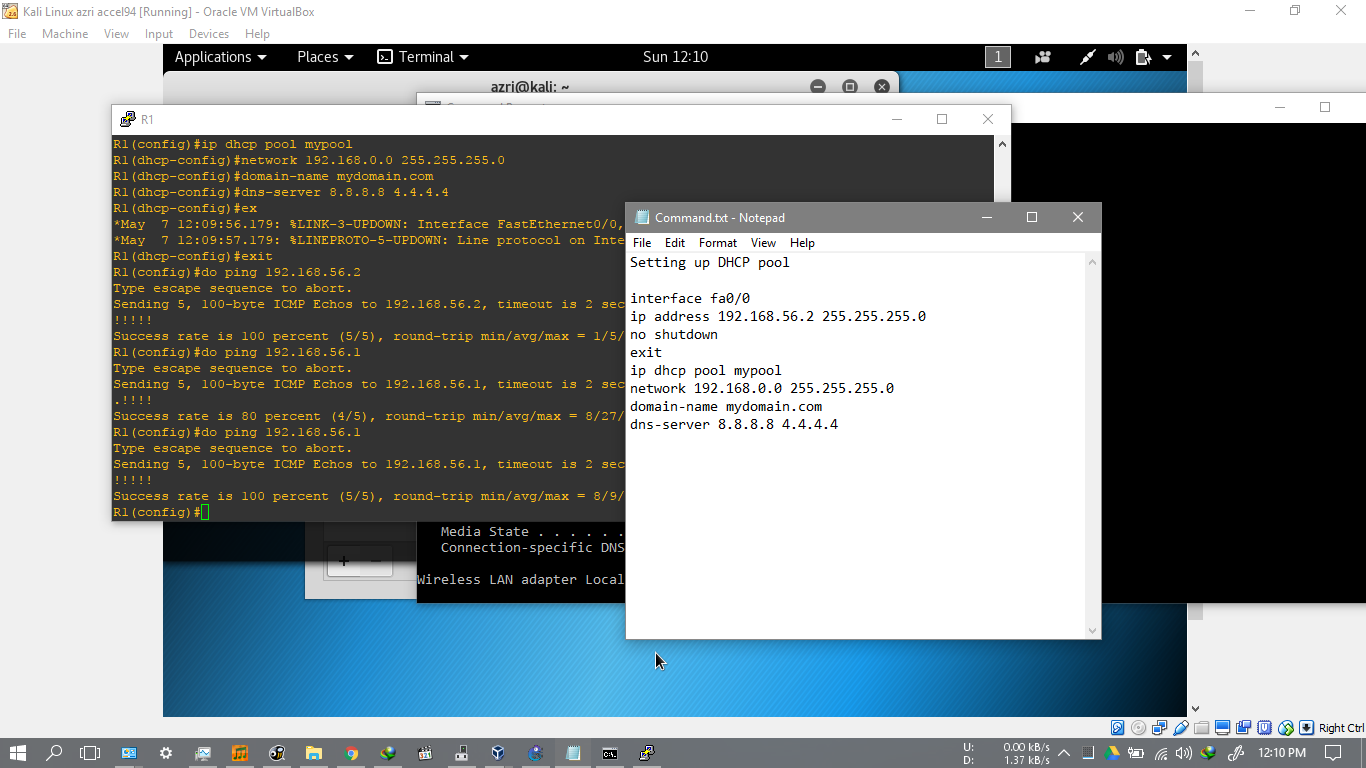 Kali Linux azri accel94 [Running] - Oracle VM VirtualBox
File Machine View Input Devices Help
Applications Places Terminal Sun 12:10 1
azri@kali: ~
R1
R1(config)#ip dhcp pool mypool
R1(dhcp-config)#network 192.168.0.0 255.255.255.0
R1(dhcp-config)#domain-name mydomain.com
R1(dhcp-config)#dns-server 8.8.8.8 4.4.4.4
R1(dhcp-config)#ex
*May  7 12:09:56.179: %LINK-3-UPDOWN: Interface FastEthernet0/0,
*May  7 12:09:57.179: %LINEPROTO-5-UPDOWN: Line protocol on Inte
R1(dhcp-config)#exit
R1(config)#do ping 192.168.56.2
Type escape sequence to abort.
Sending 5, 100-byte ICMP Echos to 192.168.56.2, timeout is 2 sec
!!!!!
Success rate is 100 percent (5/5), round-trip min/avg/max = 1/5/
R1(config)#do ping 192.168.56.1
Type escape sequence to abort.
Sending 5, 100-byte ICMP Echos to 192.168.56.1, timeout is 2 sec
.!!!!
Success rate is 80 percent (4/5), round-trip min/avg/max = 8/27/
R1(config)#do ping 192.168.56.1
Type escape sequence to abort.
Sending 5, 100-byte ICMP Echos to 192.168.56.1, timeout is 2 sec
!!!!!
Success rate is 100 percent (5/5), round-trip min/avg/max = 8/9/
R1(config)#
Command.txt - Notepad
File Edit Format View Help
Setting up DHCP pool
interface fa0/0
ip address 192.168.56.2 255.255.255.0
no shutdown
exit
ip dhcp pool mypool
network 192.168.0.0 255.255.255.0
domain-name mydomain.com
dns-server 8.8.8.8 4.4.4.4
Media State . . . . . .
Connection-specific DNS
Wireless LAN adapter Local
Right Ctrl
U: 0.00 kB/s
D: 1.37 kB/s
12:10 PM